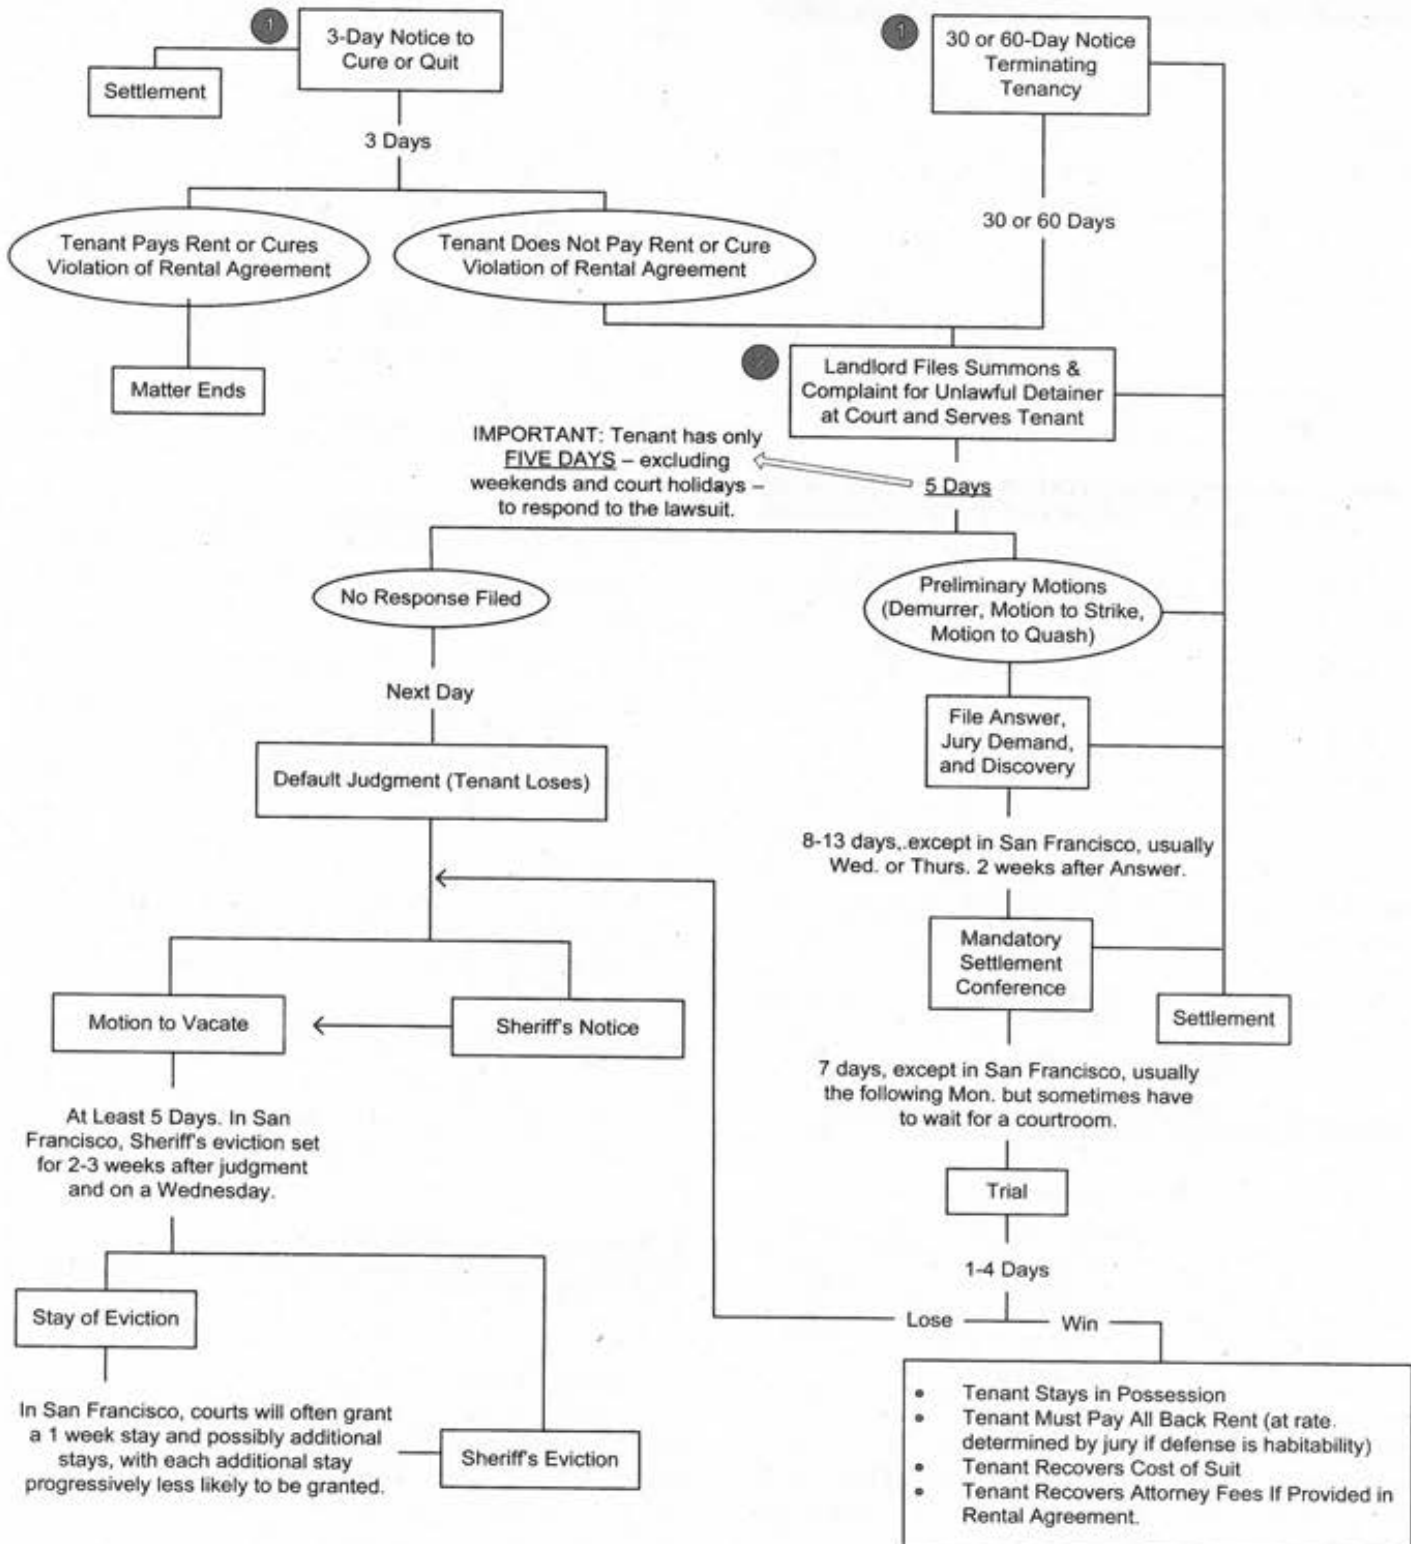 1
3-Day Notice to
Cure or Quit
Settlement
3 Days
Tenant Pays Rent or Cures
Violation of Rental Agreement
Tenant Does Not Pay Rent or Cure
Violation of Rental Agreement
Matter Ends
1
30 or 60-Day Notice
Terminating
Tenancy
30 or 60 Days
Landlord Files Summons &
Complaint for Unlawful Detainer
at Court and Serves Tenant
IMPORTANT: Tenant has only
FIVE DAYS – excluding
weekends and court holidays –
to respond to the lawsuit.
5 Days
No Response Filed
Next Day
Default Judgment (Tenant Loses)
Preliminary Motions
(Demurrer, Motion to Strike,
Motion to Quash)
File Answer,
Jury Demand,
and Discovery
8-13 days,.except in San Francisco, usually
Wed. or Thurs. 2 weeks after Answer.
Mandatory
Settlement
Conference
Settlement
7 days, except in San Francisco, usually
the following Mon. but sometimes have
to wait for a courtroom.
Trial
1-4 Days
Lose
Win
Motion to Vacate
Sheriff's Notice
At Least 5 Days. In San
Francisco, Sheriff's eviction set
for 2-3 weeks after judgment
and on a Wednesday.
Stay of Eviction
In San Francisco, courts will often grant
a 1 week stay and possibly additional
stays, with each additional stay
progressively less likely to be granted.
Sheriff's Eviction
• Tenant Stays in Possession
• Tenant Must Pay All Back Rent (at rate.
determined by jury if defense is habitability)
• Tenant Recovers Cost of Suit
• Tenant Recovers Attorney Fees If Provided in
Rental Agreement.